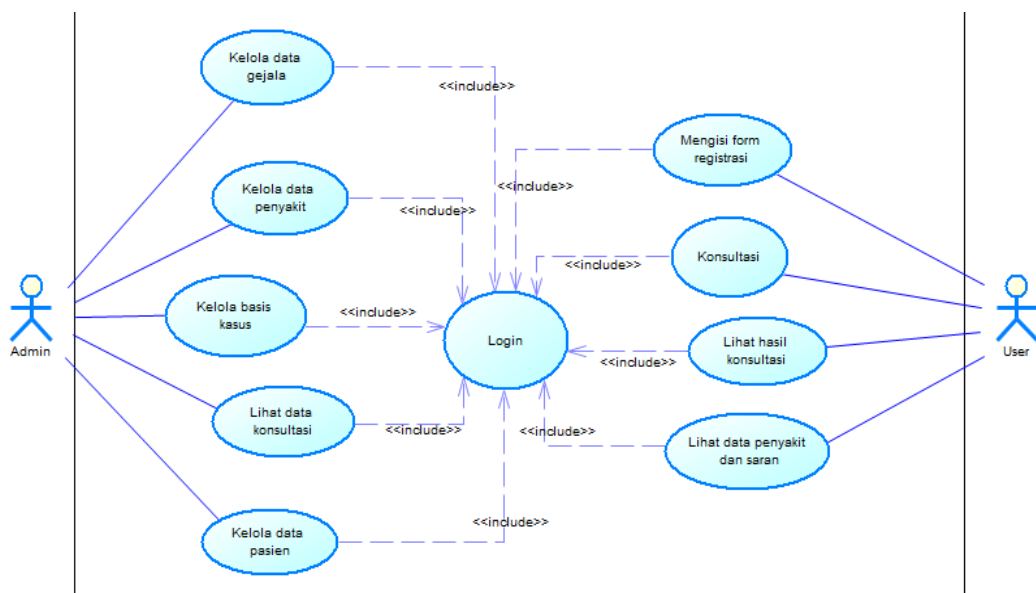 Kelola data
gejala
<<include>>
Mengisi form
registrasi
Kelola data
penyakit
<<include>>
<<include>>
Konsultasi
<<include>>
Kelola basis
kasus
<<include>>
Login
Admin
User
Lihat hasil
konsultasi
<<include>>
Lihat data
konsultasi
<<include>>
<<include>>
Lihat data penyakit
dan saran
Kelola data
pasien
<<include>>